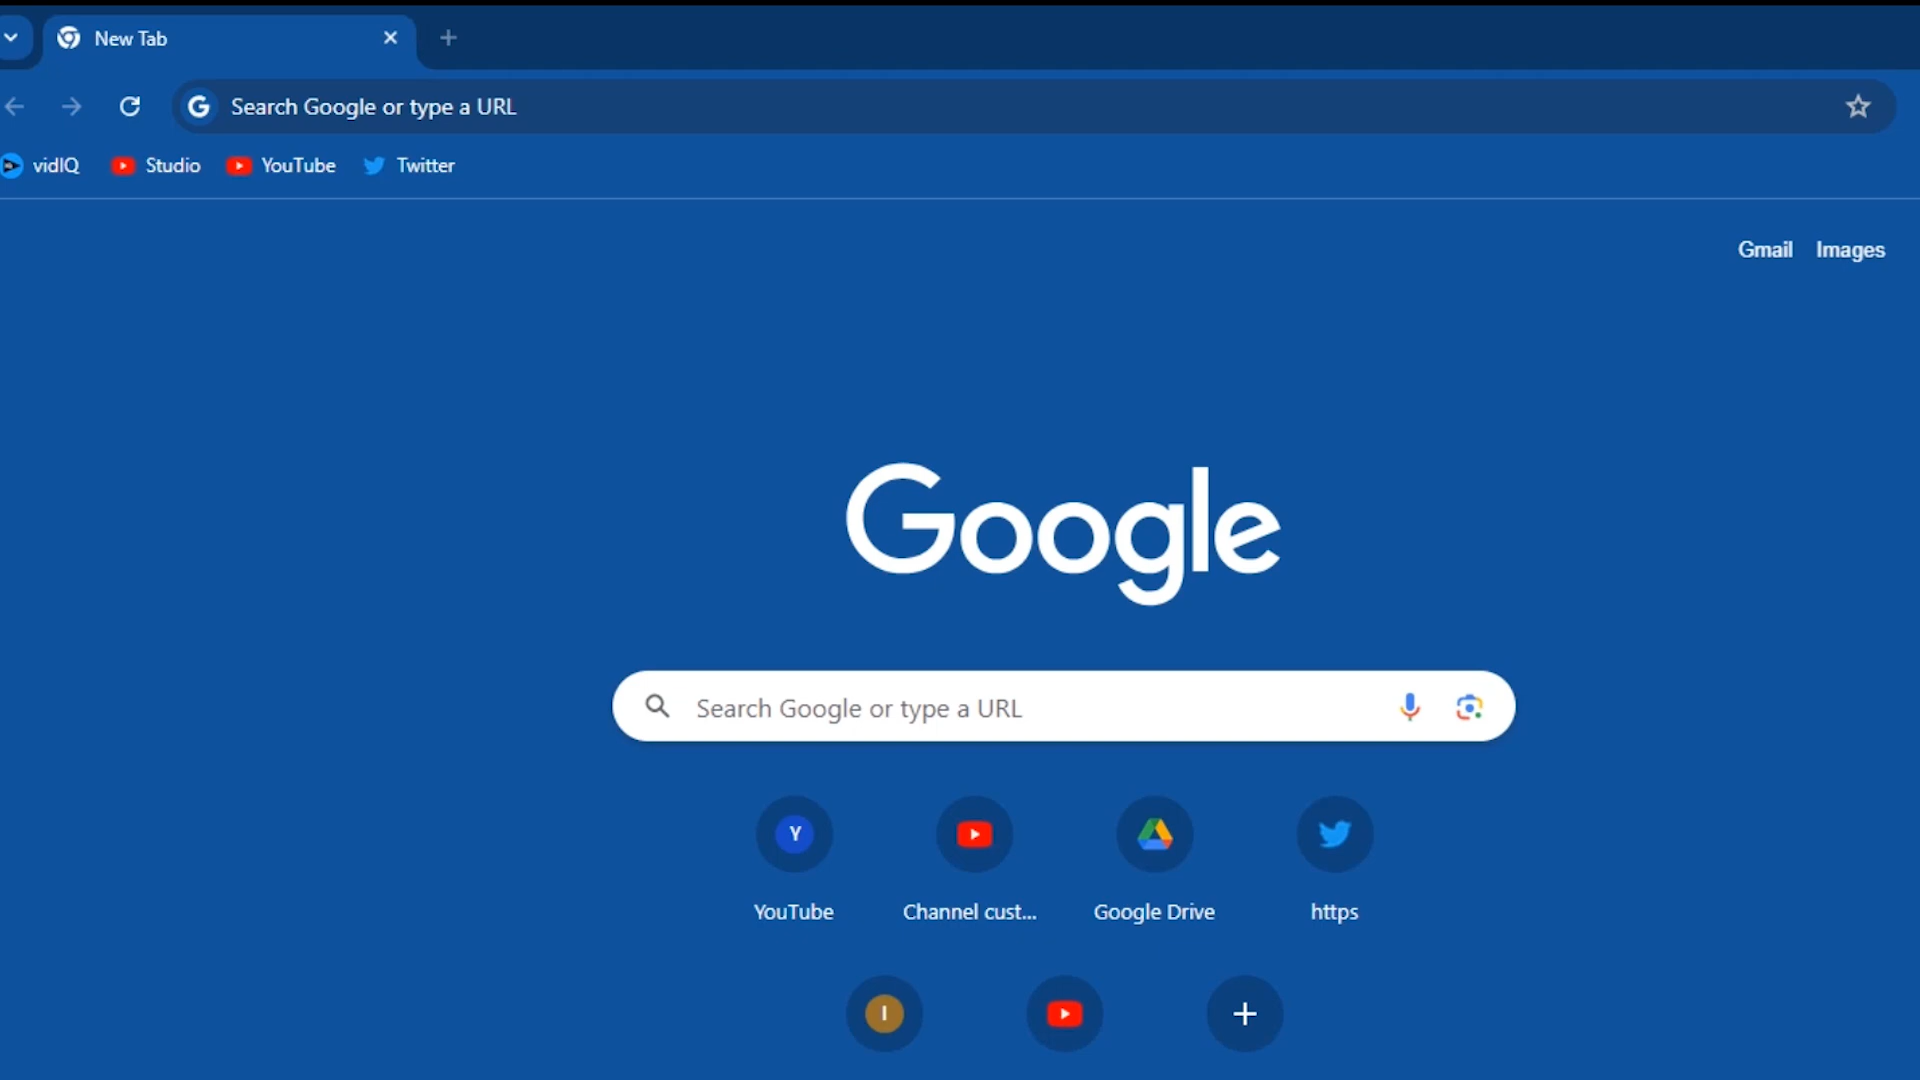 New Tab
Search Google or type a URL
vidIQ Studio YouTube Twitter
Gmail Images
Google
Search Google or type a URL
Y
YouTube Channel cust... Google Drive https
I